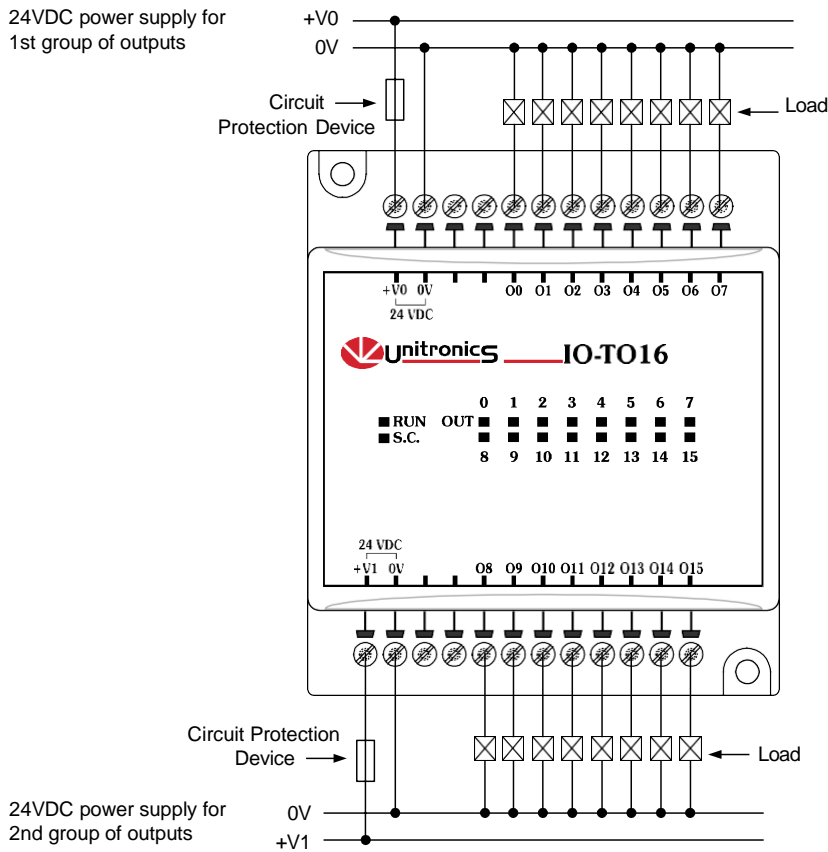 24VDC power supply for
1st group of outputs
+V0
0V
Circuit
Protection Device
Load
+V0 0V
24 VDC
O0 O1 O2 O3 O4 O5 O6 O7
UnitronicS IO-TO16
0 1 2 3 4 5 6 7
RUN OUT
S.C.
8 9 10 11 12 13 14 15
24 VDC
+V1 0V
O8 O9 O10 O11 O12 O13 O14 O15
Circuit Protection
Device
Load
24VDC power supply for
2nd group of outputs
0V
+V1